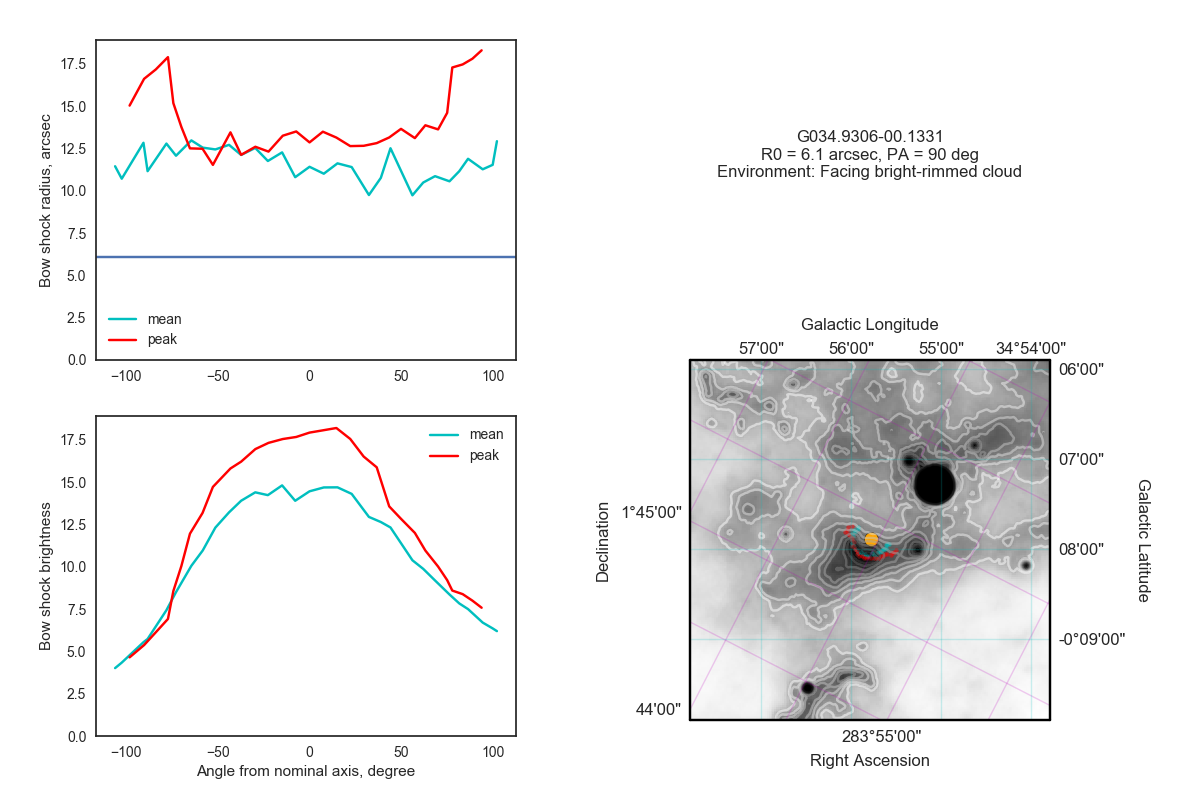 17.5
15.0
12.5
10.0
7.5
5.0
2.5
0.0
Bow shock radius, arcsec
mean
peak
−100
−50
0
50
100
17.5
15.0
12.5
10.0
7.5
5.0
2.5
0.0
Bow shock brightness
mean
peak
−100
−50
0
50
100
Angle from nominal axis, degree
G034.9306-00.1331
R0 = 6.1 arcsec, PA = 90 deg
Environment: Facing bright-rimmed cloud
Galactic Longitude
57'00"
56'00"
55'00"
34°54'00"
06'00"
07'00"
08'00"
-0°09'00"
Galactic Latitude
1°45'00"
44'00"
Declination
283°55'00"
Right Ascension